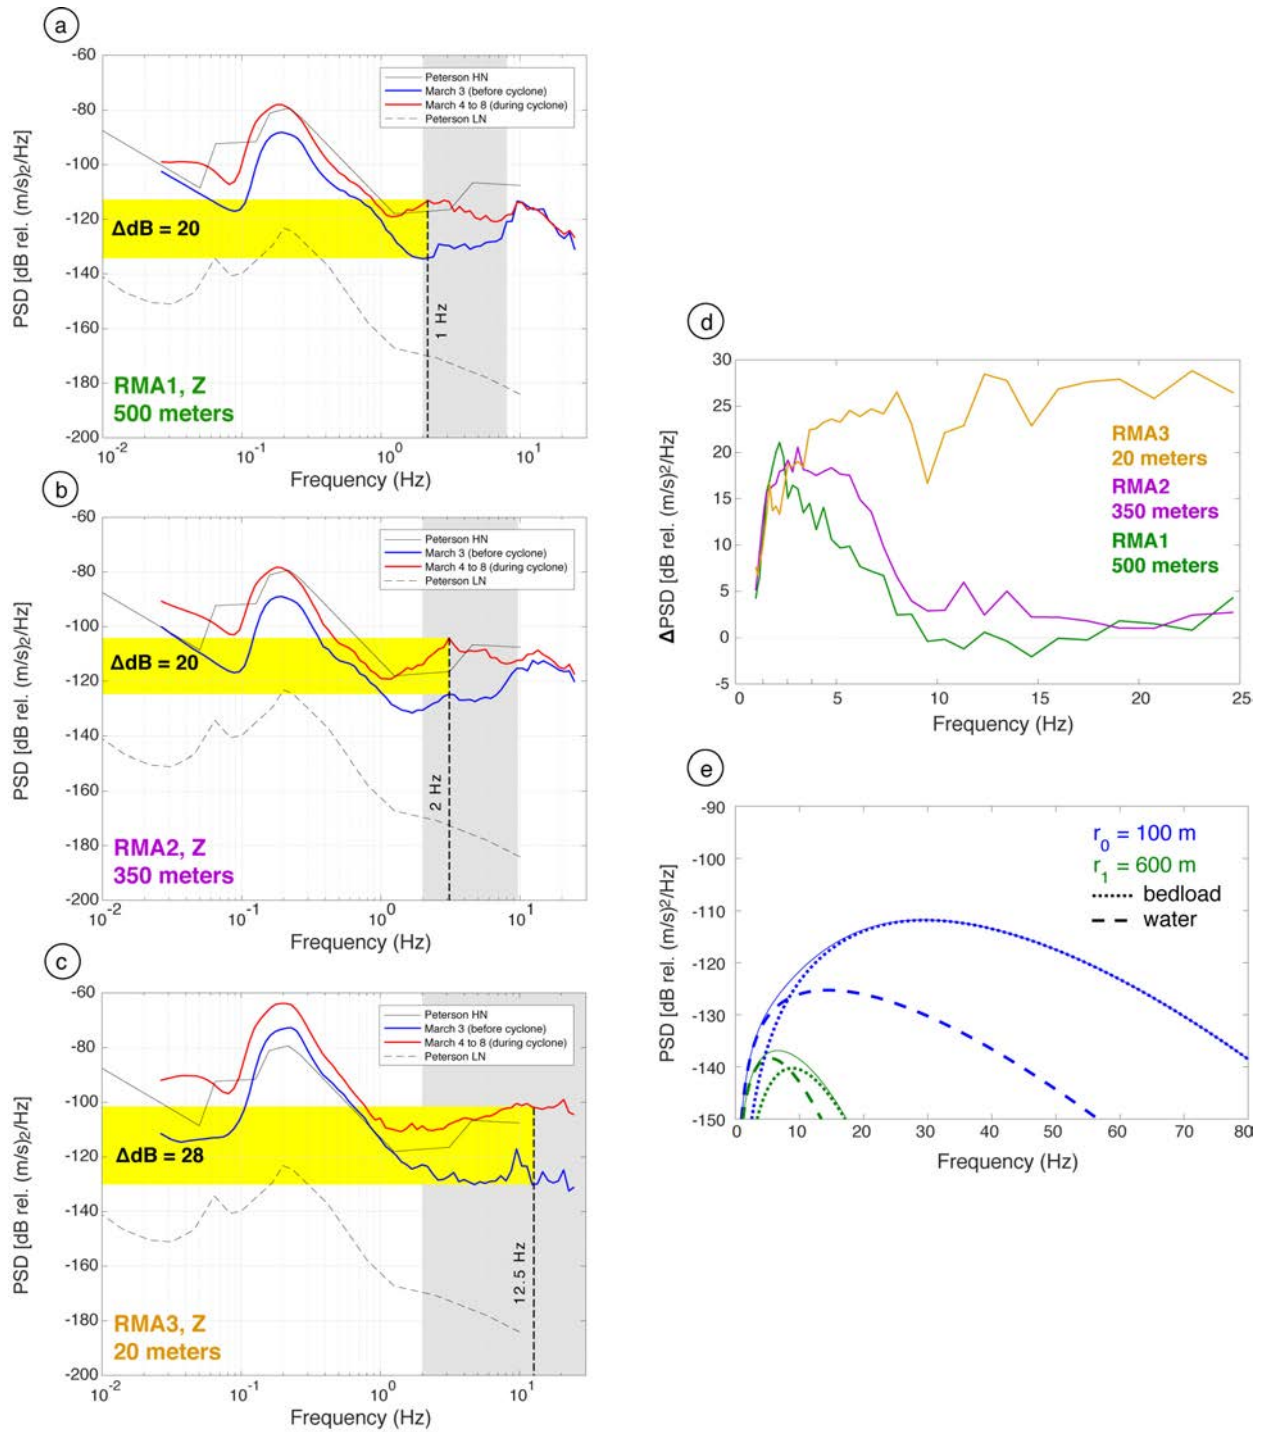 a
-60
-80
-100
-120
-140
-160
-180
-200
PSD [dB rel. (m/s)2/Hz]
Peterson HN
March 3 (before cyclone)
March 4 to 8 (during cyclone)
Peterson LN
ΔdB = 20
1 Hz
RMA1, Z
500 meters
10-2
10-1
100
101
Frequency (Hz)
b
-60
-80
-100
-120
-140
-160
-180
-200
PSD [dB rel. (m/s)2/Hz]
Peterson HN
March 3 (before cyclone)
March 4 to 8 (during cyclone)
Peterson LN
ΔdB = 20
2 Hz
RMA2, Z
350 meters
10-2
10-1
100
101
Frequency (Hz)
c
-60
-80
-100
-120
-140
-160
-180
-200
PSD [dB rel. (m/s)2/Hz]
Peterson HN
March 3 (before cyclone)
March 4 to 8 (during cyclone)
Peterson LN
ΔdB = 28
12.5 Hz
RMA3, Z
20 meters
10-2
10-1
100
101
Frequency (Hz)
d
30
25
20
15
10
5
0
-5
ΔPSD [dB rel. (m/s)2/Hz]
RMA3
20 meters
RMA2
350 meters
RMA1
500 meters
0 5 10 15 20 25
Frequency (Hz)
e
-90
-100
-110
-120
-130
-140
-150
PSD [dB rel. (m/s)2/Hz]
r0 = 100 m
r1 = 600 m
bedload
water
0 10 20 30 40 50 60 70 80
Frequency (Hz)